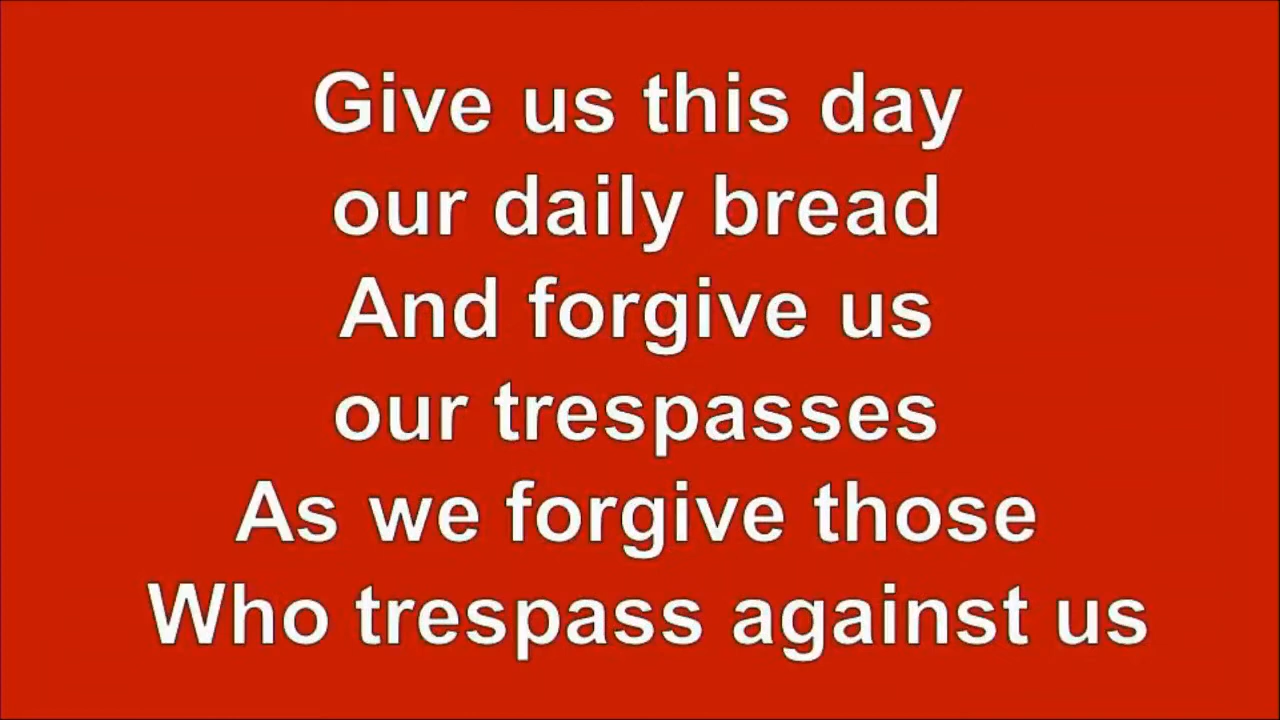 Give us this day
our daily bread
And forgive us
our trespasses
As we forgive those
Who trespass against us